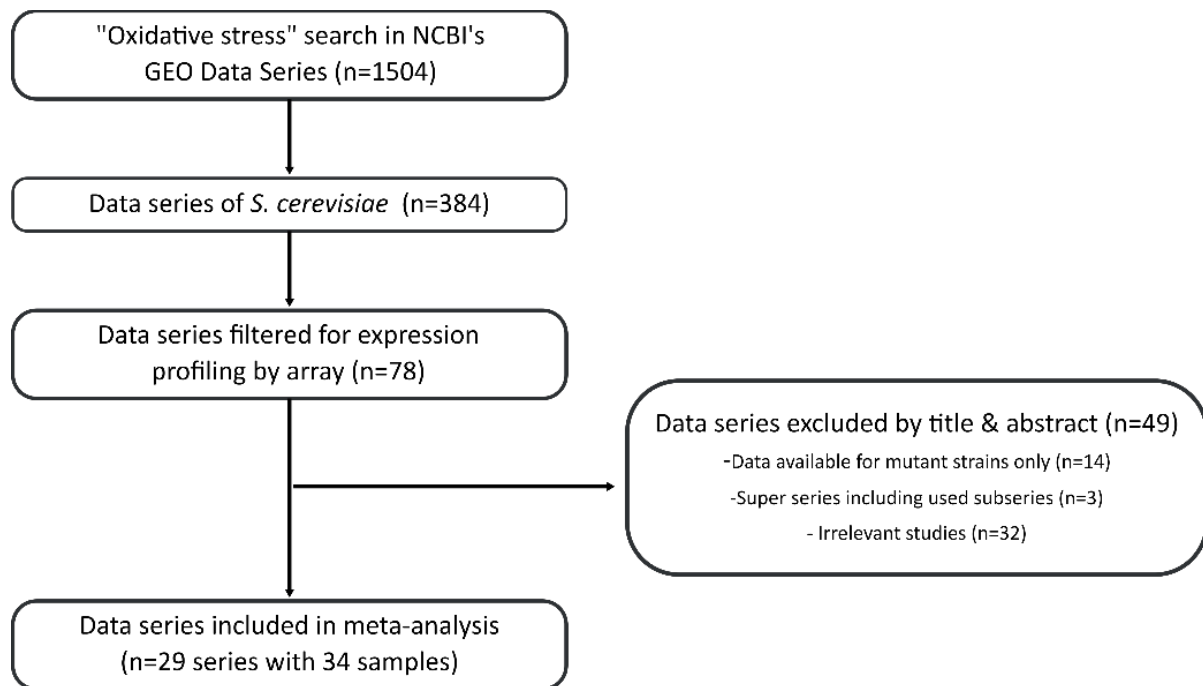 "Oxidative stress" search in NCBI's
GEO Data Series (n=1504)
Data series of S. cerevisiae (n=384)
Data series filtered for expression
profiling by array (n=78)
Data series excluded by title & abstract (n=49)
-Data available for mutant strains only (n=14)
-Super series including used subseries (n=3)
- Irrelevant studies (n=32)
Data series included in meta-analysis
(n=29 series with 34 samples)